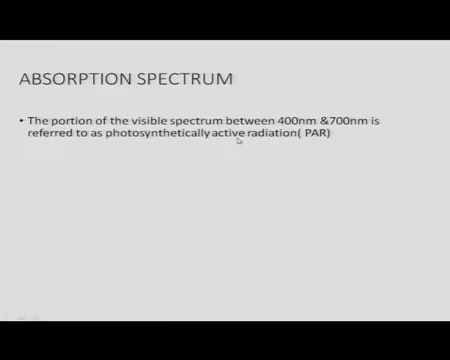 ABSORPTION SPECTRUM
• The portion of the visible spectrum between 400nm &700nm is
referred to as photosynthetically active radiation( PAR)